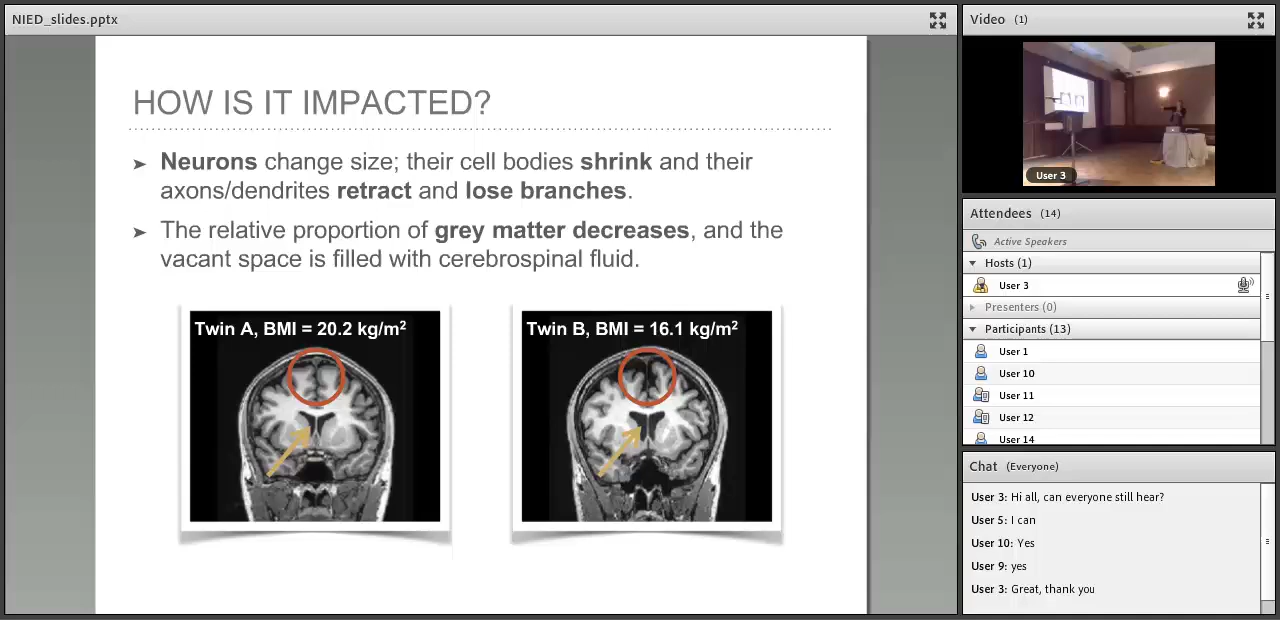 NIED_slides.pptx
HOW IS IT IMPACTED?
➤ Neurons change size; their cell bodies shrink and their
axons/dendrites retract and lose branches.
➤ The relative proportion of grey matter decreases, and the
vacant space is filled with cerebrospinal fluid.
Twin A, BMI = 20.2 kg/m²
Twin B, BMI = 16.1 kg/m²
Video (1)
User 3
Attendees (14)
Active Speakers
Hosts (1)
User 3
Presenters (0)
Participants (13)
User 1
User 10
User 11
User 12
User 14
Chat (Everyone)
User 3: Hi all, can everyone still hear?
User 5: I can
User 10: Yes
User 9: yes
User 3: Great, thank you